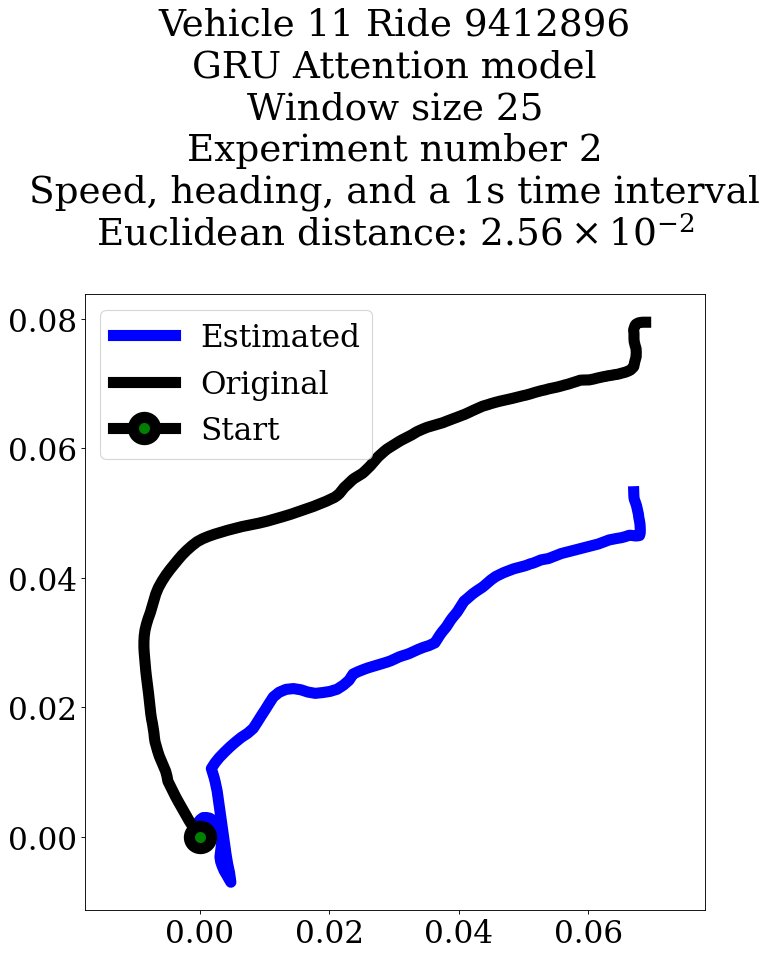 Vehicle 11 Ride 9412896
GRU Attention model
Window size 25
Experiment number 2
Speed, heading, and a 1s time interval
Euclidean distance: 2.56 × 10⁻²
Estimated
Original
Start
0.08
0.06
0.04
0.02
0.00
0.00 0.02 0.04 0.06